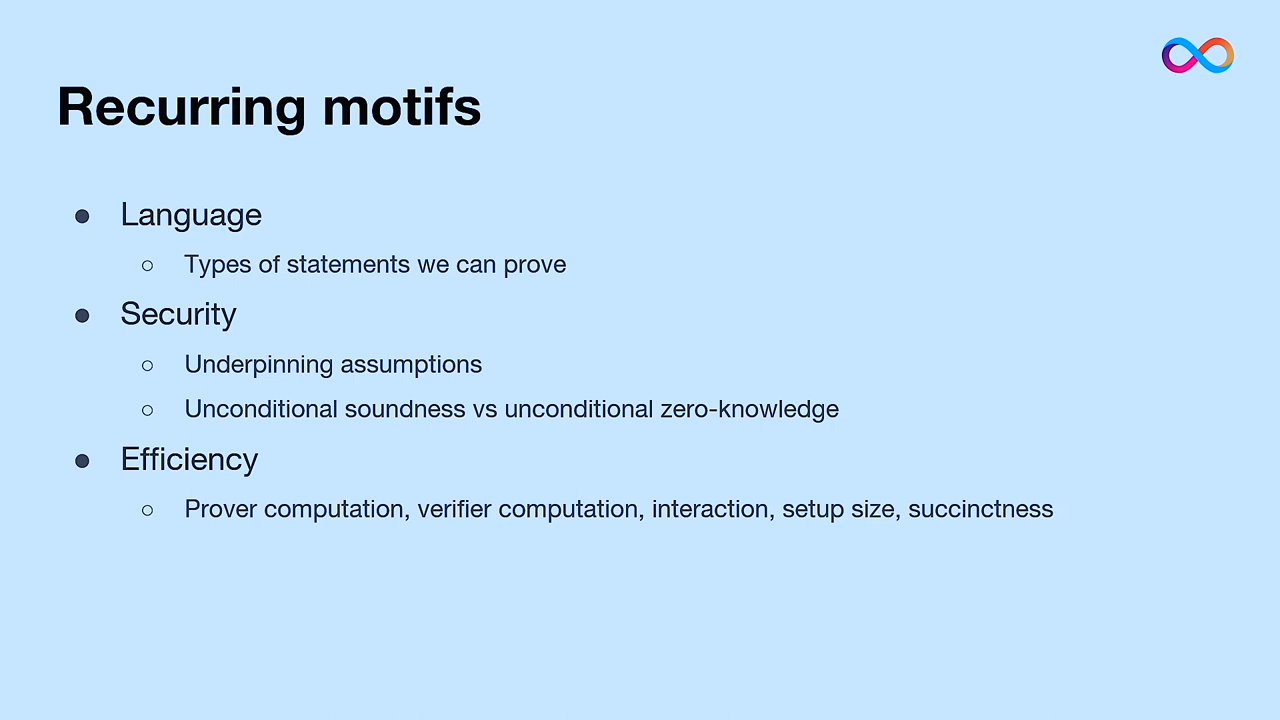 Recurring motifs
Language
Types of statements we can prove
Security
Underpinning assumptions
Unconditional soundness vs unconditional zero-knowledge
Efficiency
Prover computation, verifier computation, interaction, setup size, succinctness